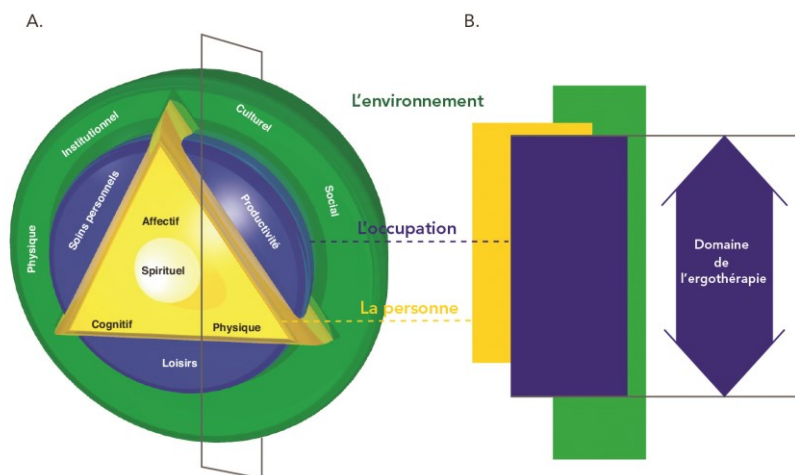 A.
B.
L'environnement
Institutionnel
Culturel
Physique
Social
Soins personnels
Productivité
Affectif
Spirituel
Cognitif
Physique
Loisirs
L'occupation
La personne
Domaine
de
l'ergothérapie